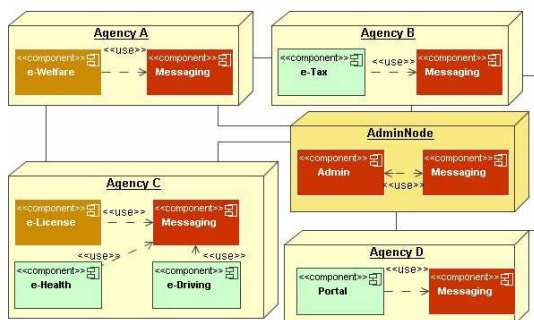 Agency A
<<component>>
e-Welfare
<<use>>
<<component>>
Messaging
Agency B
<<component>>
e-Tax
<<use>>
<<component>>
Messaging
AdminNode
<<component>>
Admin
<<use>>
<<component>>
Messaging
Agency C
<<component>>
e-License
<<use>>
<<component>>
Messaging
<<use>>
<<use>>
<<component>>
e-Health
<<component>>
e-Driving
Agency D
<<component>>
Portal
<<use>>
<<component>>
Messaging